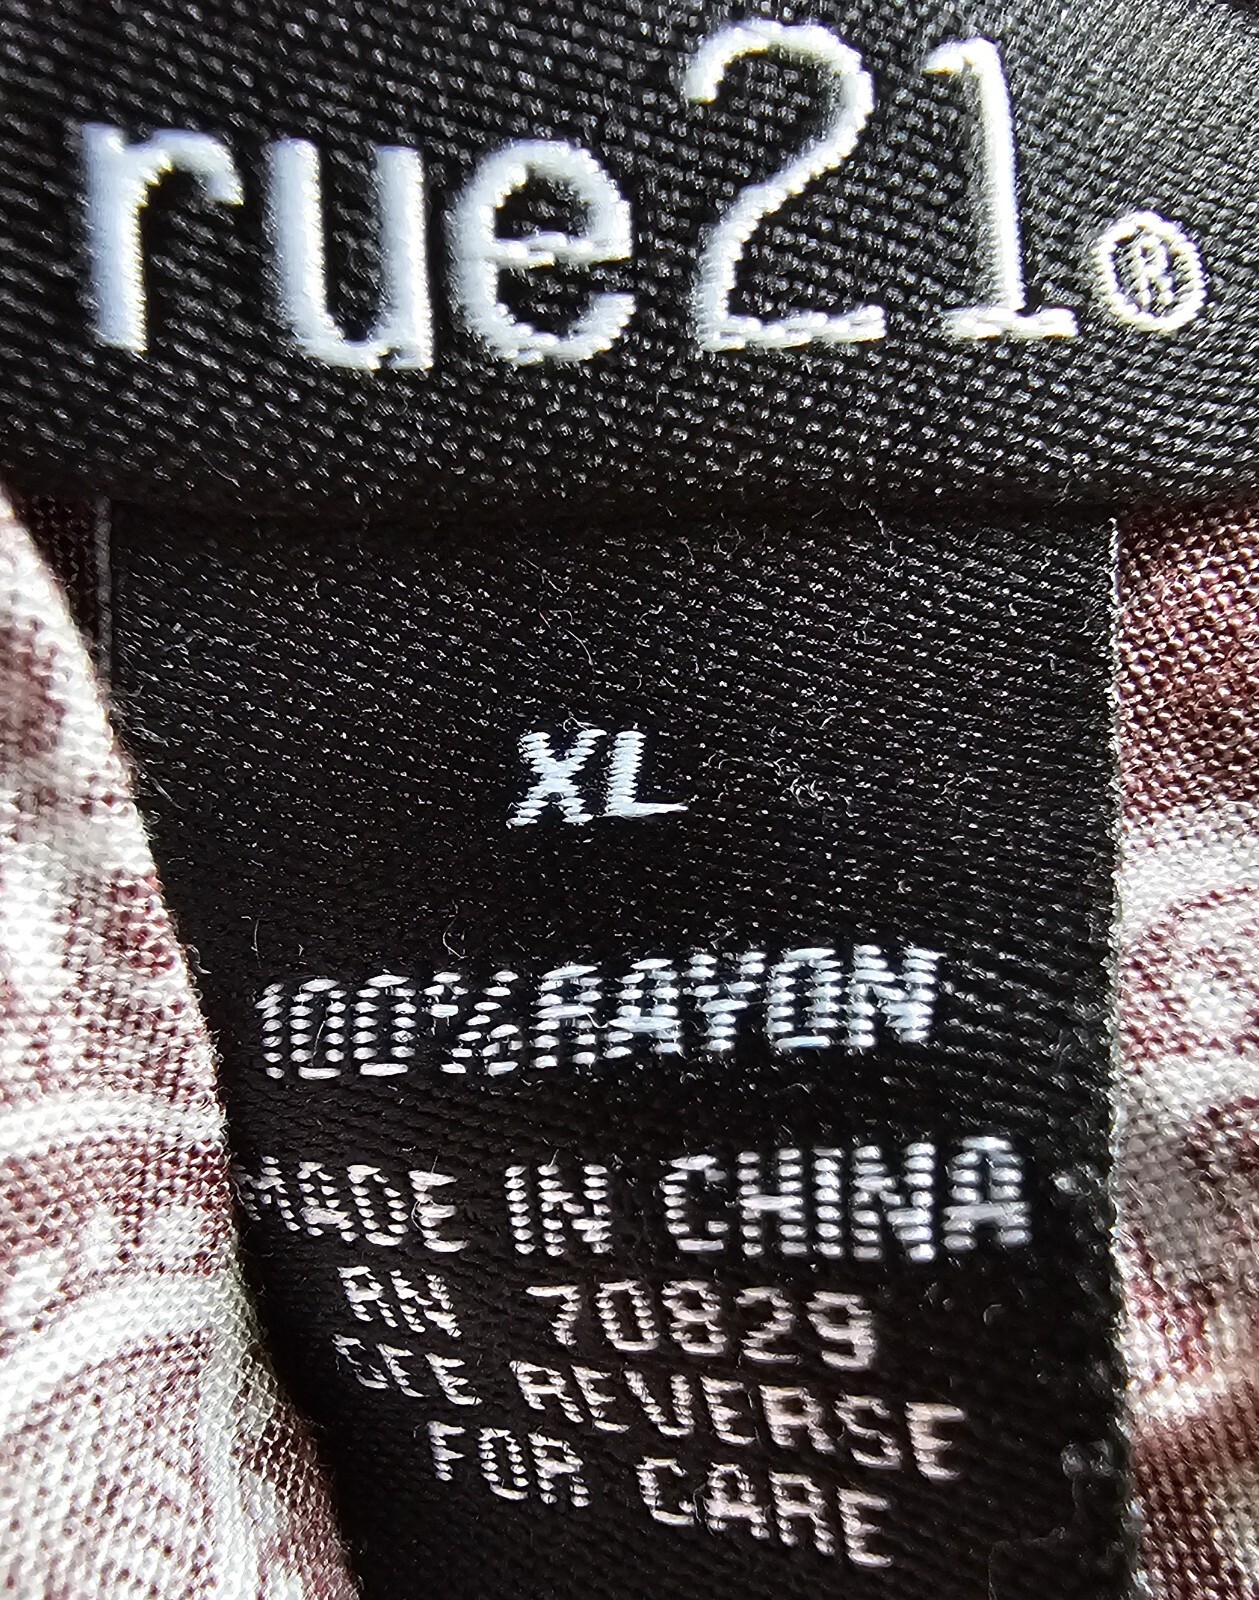 rue21®
XL
100%RAYON
MADE IN CHINA
RN 70829
SEE REVERSE
FOR CARE